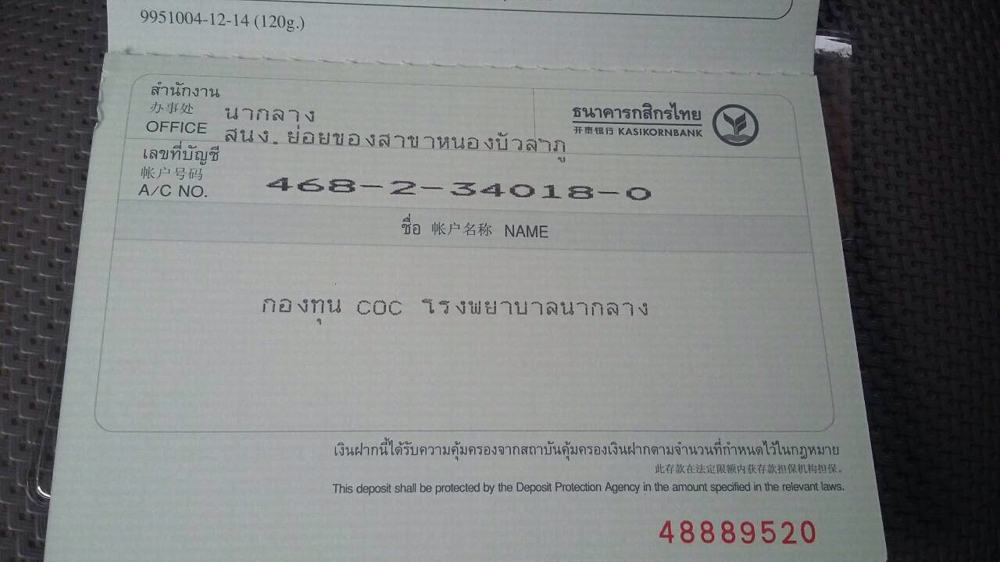 9951004-12-14 (120g.)
สำนักงาน
办事处
OFFICE
นากลาง
สนง. ย่อยของสาขาหนองบัวลำภู
ธนาคารกสิกรไทย
开泰银行 KASIKORNBANK
เลขที่บัญชี
帐户号码
A/C NO.
468-2-34018-0
ชื่อ 帐户名称 NAME
กองทุน COC โรงพยาบาลนากลาง
เงินฝากนี้ได้รับความคุ้มครองจากสถาบันคุ้มครองเงินฝากตามจำนวนที่กำหนดไว้ในกฎหมาย
此存款在法定限额内获存款担保机构担保。
This deposit shall be protected by the Deposit Protection Agency in the amount specified in the relevant laws.
48889520